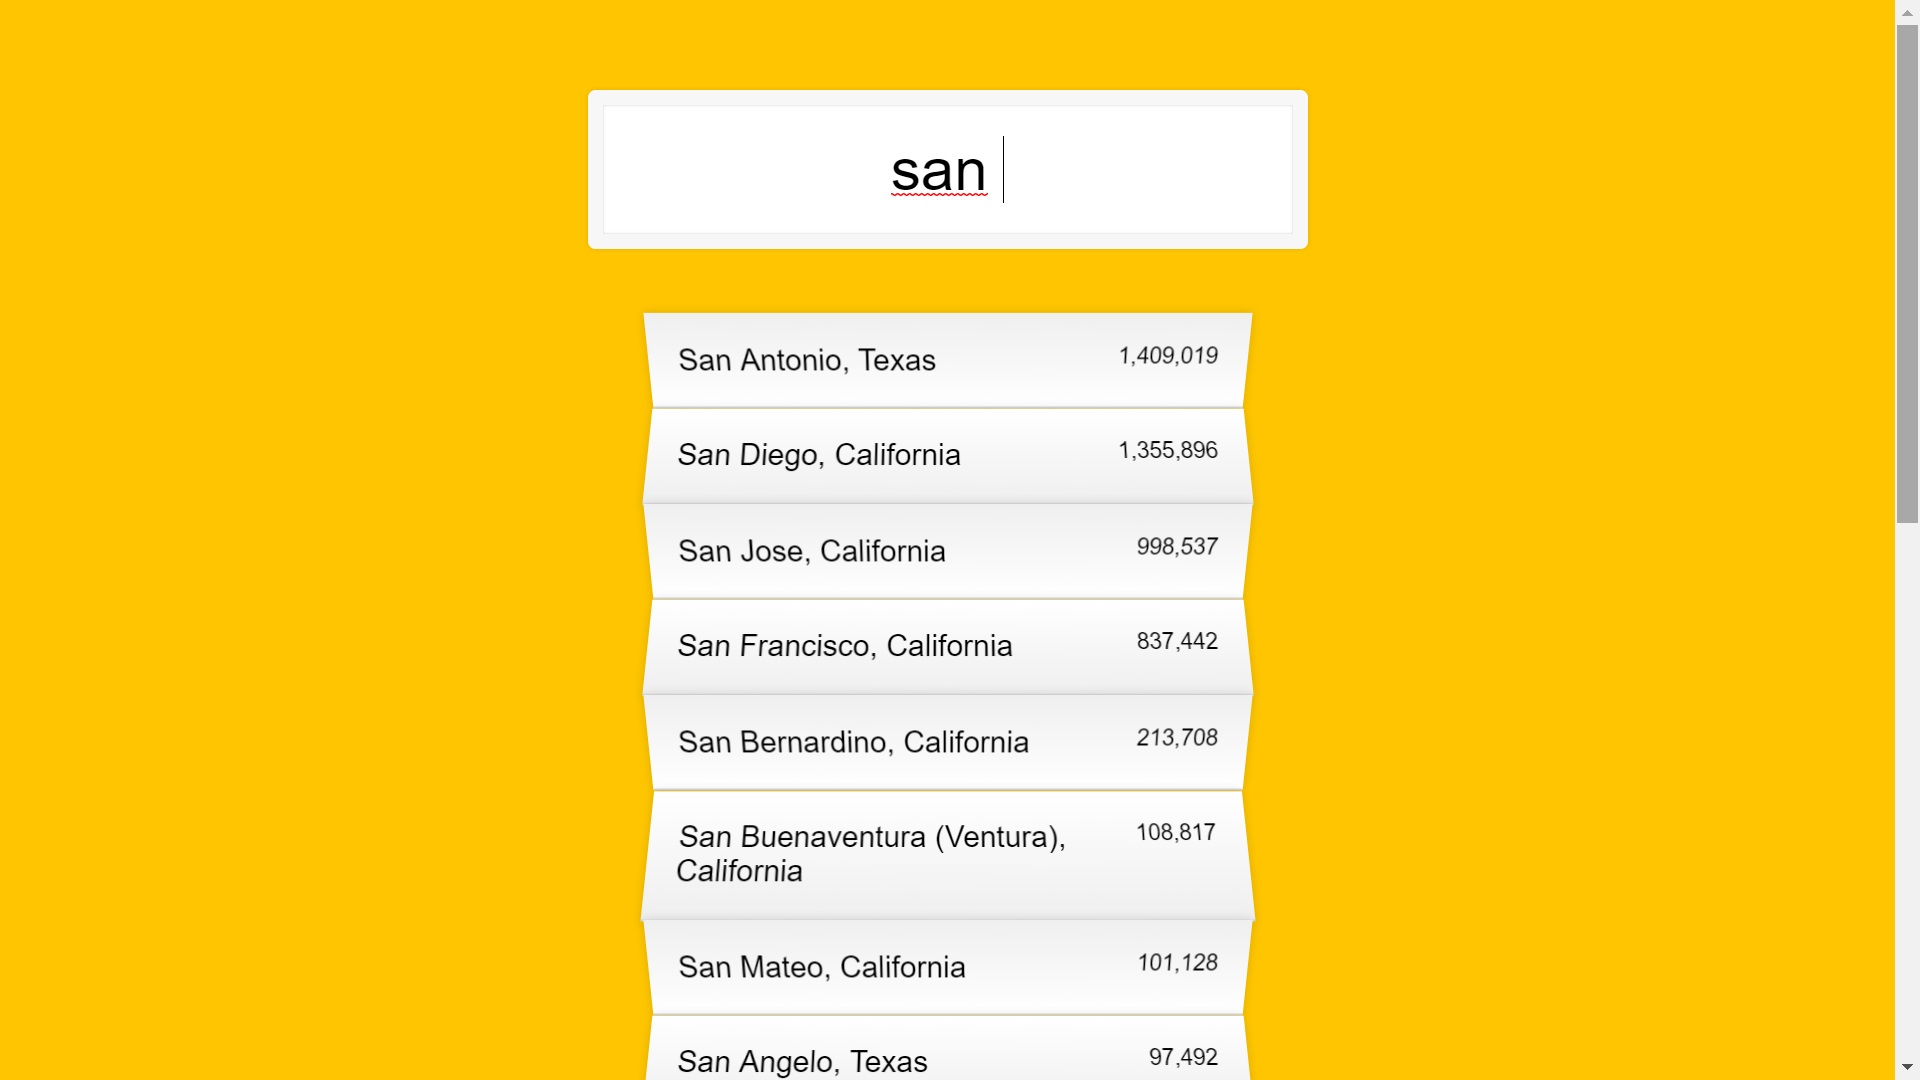 san
San Antonio, Texas 1,409,019
San Diego, California 1,355,896
San Jose, California 998,537
San Francisco, California 837,442
San Bernardino, California 213,708
San Buenaventura (Ventura), 108,817
California
San Mateo, California 101,128
San Angelo, Texas 97,492